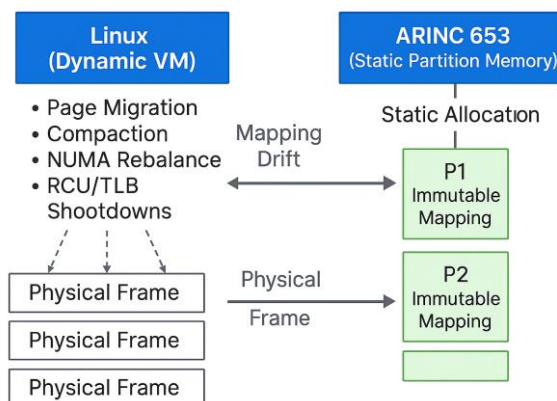 Linux
(Dynamic VM)
• Page Migration
• Compaction
• NUMA Rebalance
• RCU/TLB
Shootdowns
Physical Frame
Physical Frame
Physical Frame
Mapping
Drift
Physical
Frame
ARINC 653
(Static Partition Memory)
Static Allocation
P1
Immutable
Mapping
P2
Immutable
Mapping